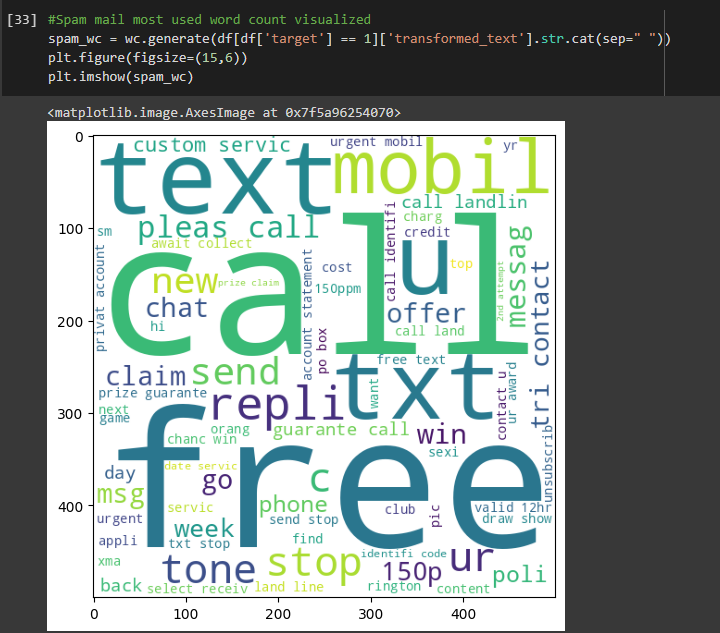 [33] #Spam mail most used word count visualized
spam_wc = wc.generate(df[df['target'] == 1]['transformed_text'].str.cat(sep=" "))
plt.figure(figsize=(15,6))
plt.imshow(spam_wc)
<matplotlib.image.AxesImage at 0x7f5a96254070>
0
100
200
300
400
0 100 200 300 400
custom servic
urgent mobil
yr
text
mobil
call landlin
charg
credit
pleas call
sm
await collect
call identifi
u
top
2nd attempt
messag
privat account
call
new
prize claim
account statement
cost
150ppm
chat
hi
offer
call land
po box
tri contact
free text
claim
send
txt
want
contact u
ur award
prize guarante
repli
next
game
orang
guarante call
win
chanc win
sexi
unsubscrib
free
day
date servic
go
c
msg
servic
phone
club
pic
valid 12hr
draw show
urgent
week
send stop
appli
txt stop
find
identifi code
xma
tone
stop
150p
ur
poli
back
select receiv
land line
rington
content